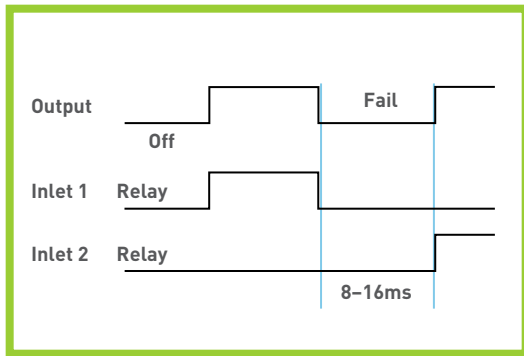 Output
Fail
Off
Inlet 1 Relay
Inlet 2 Relay
8–16ms